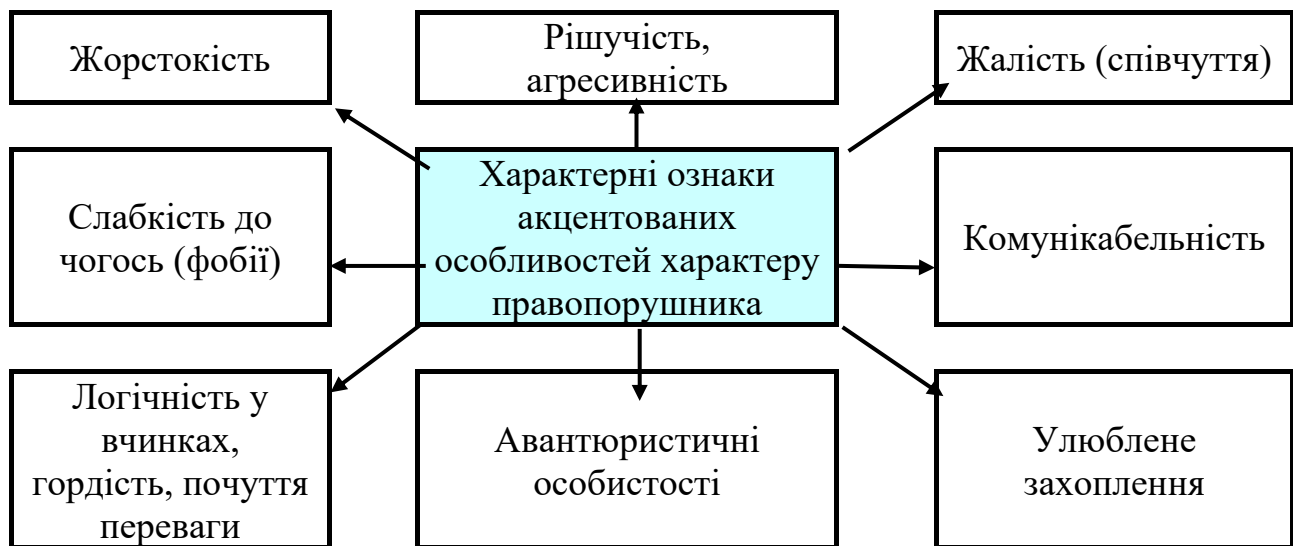 Жорстокість
Рішучість,
агресивність
Жалість (співчуття)
Слабкість до
чогось (фобії)
Характерні ознаки
акцентованих
особливостей характеру
правопорушника
Комунікабельність
Логічність у
вчинках,
гордість, почуття
переваги
Авантюристичні
особистості
Улюблене
захоплення